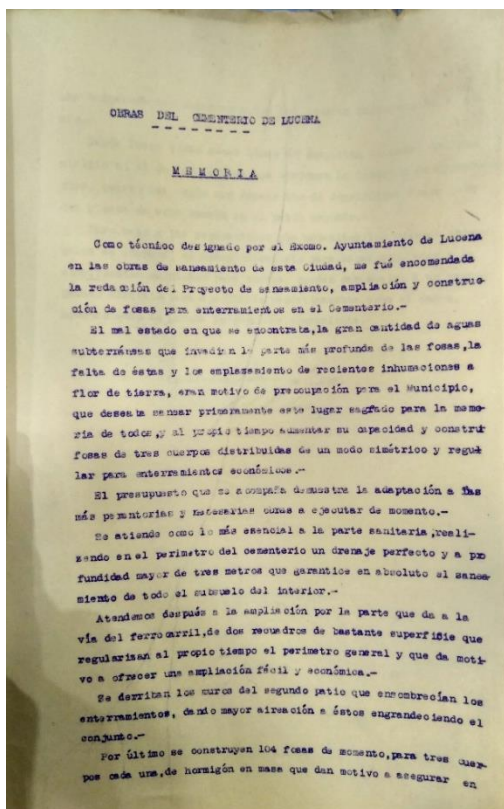 OBRAS DEL CEMENTERIO DE LUCENA
MEMORIA
Como técnico designado por el Excmo. Ayuntamiento de Lucena
en las obras de saneamiento de esta Ciudad, me fué encomendada
la redacción del Proyecto de saneamiento, ampliación y construc-
ción de fosas para enterramientos en el Cementerio.-
El mal estado en que se encontraba, la gran cantidad de aguas
subterráneas que invadían la parte más profunda de las fosas, la
falta de éstas y los emplazamiento de recientes inhumaciones a
flor de tierra, eran motivo de preocupación para el Municipio,
que deseaba sanear primeramente este lugar sagrado para la memo-
ria de todos, y al propio tiempo aumentar su capacidad y construir
fosas de tres cuerpos distribuidas de un modo simétrico y regu-
lar para enterramientos económicos.-
El presupuesto que se acompaña demuestra la adaptación a las
más perentorias y necesarias obras a ejecutar de momento.-
Se atiende como lo más esencial a la parte sanitaria, reali-
zando en el perimetro del cementerio un drenaje perfecto y a pro
fundidad mayor de tres metros que garantice en absoluto el sanea-
miento de todo el subsuelo del interior.-
Atendemos después a la ampliación por la parte que da a la
vía del ferrocarril, de dos recuadros de bastante superficie que
regularizan al propio tiempo el perimetro general y que da moti-
vo a ofrecer una ampliación fácil y económica.-
Se derriban los muros del segundo patio que ensombrecían los
enterramientos, dando mayor aireación a éstos engrandeciendo el
conjunto.-
Por último se construyen 104 fosas de momento, para tres cuer-
pos cada una, de hormigón en masa que dan motivo a asegurar en